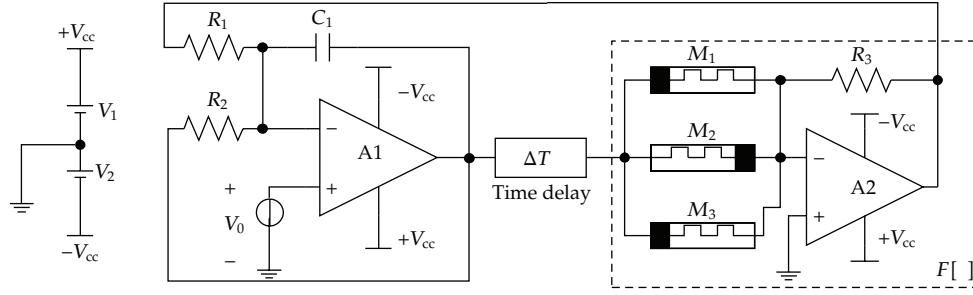 +Vcc
V1
V2
−Vcc
R1
C1
R2
−
A1
+
−Vcc
+Vcc
+
V0
−
ΔT
Time delay
M1
M2
M3
R3
−Vcc
−
A2
+
+Vcc
F[ ]